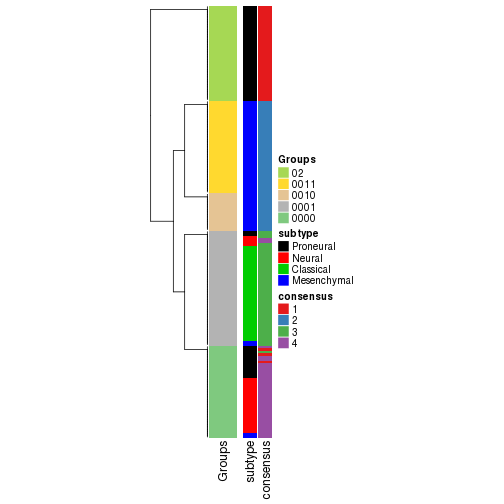 Groups
02
0011
0010
0001
0000
subtype
Proneural
Neural
Classical
Mesenchymal
consensus
1
2
3
4
Groups
subtype
consensus